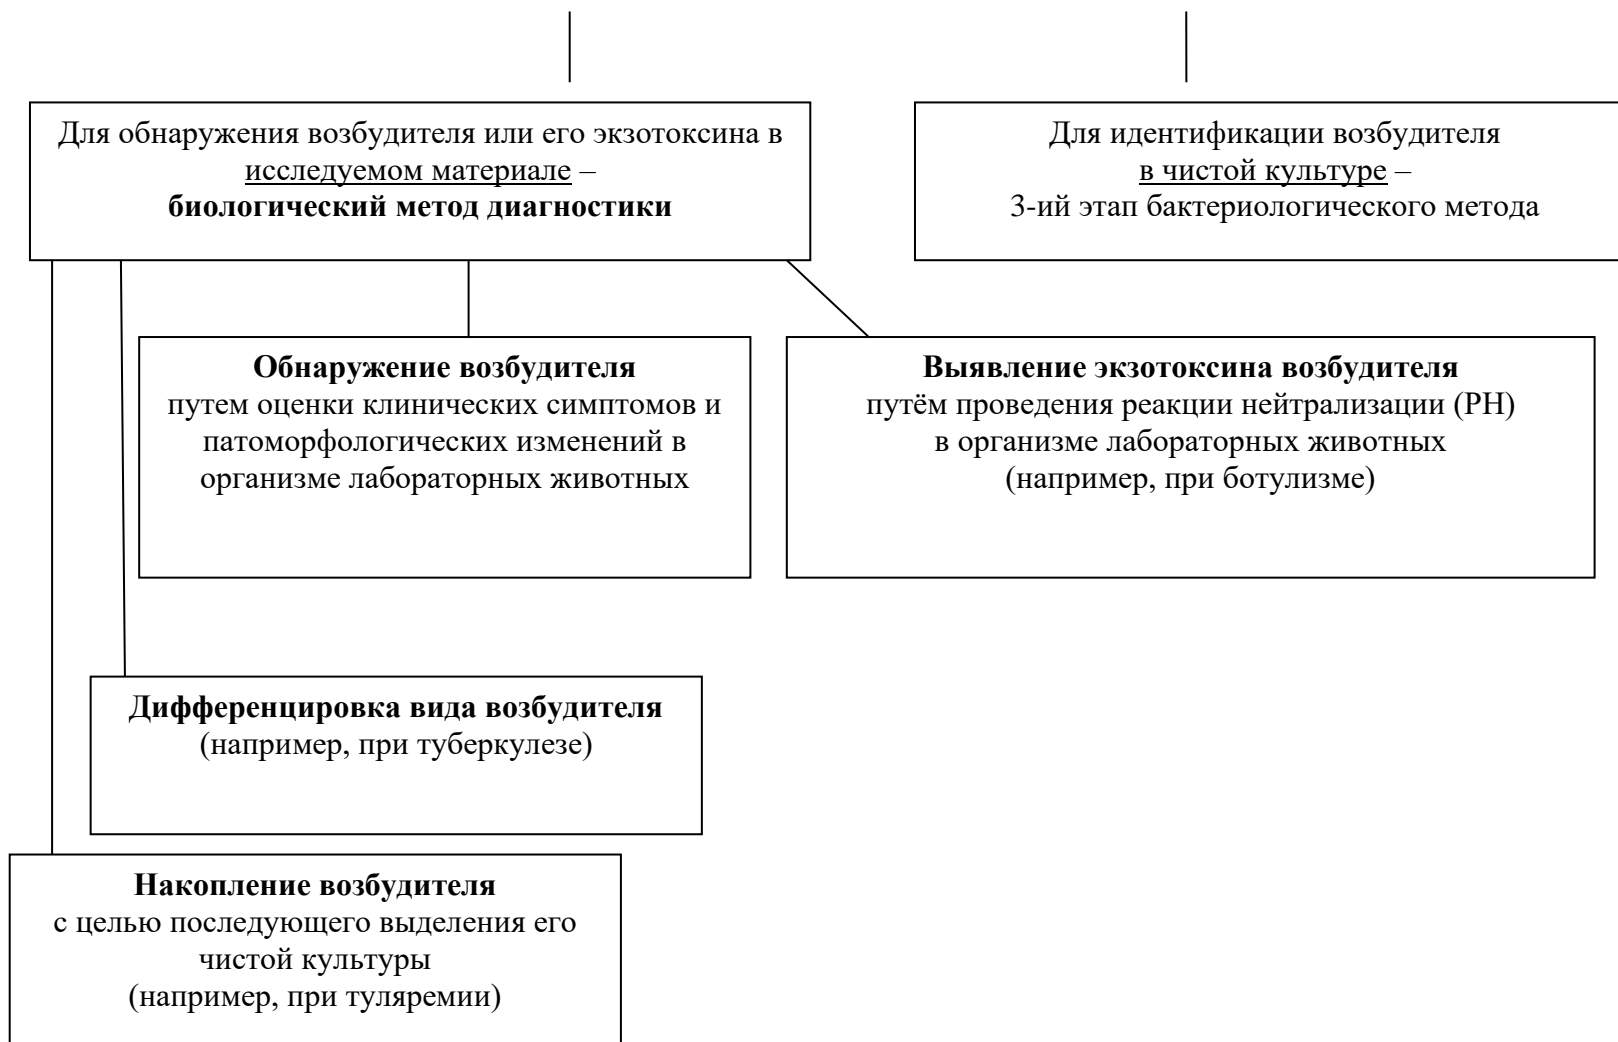 Для обнаружения возбудителя или его экзотоксина в
исследуемом материале –
биологический метод диагностики
Для идентификации возбудителя
в чистой культуре –
3-ий этап бактериологического метода
Обнаружение возбудителя
путем оценки клинических симптомов и
патоморфологических изменений в
организме лабораторных животных
Выявление экзотоксина возбудителя
путём проведения реакции нейтрализации (РН)
в организме лабораторных животных
(например, при ботулизме)
Дифференцировка вида возбудителя
(например, при туберкулезе)
Накопление возбудителя
с целью последующего выделения его
чистой культуры
(например, при туляремии)